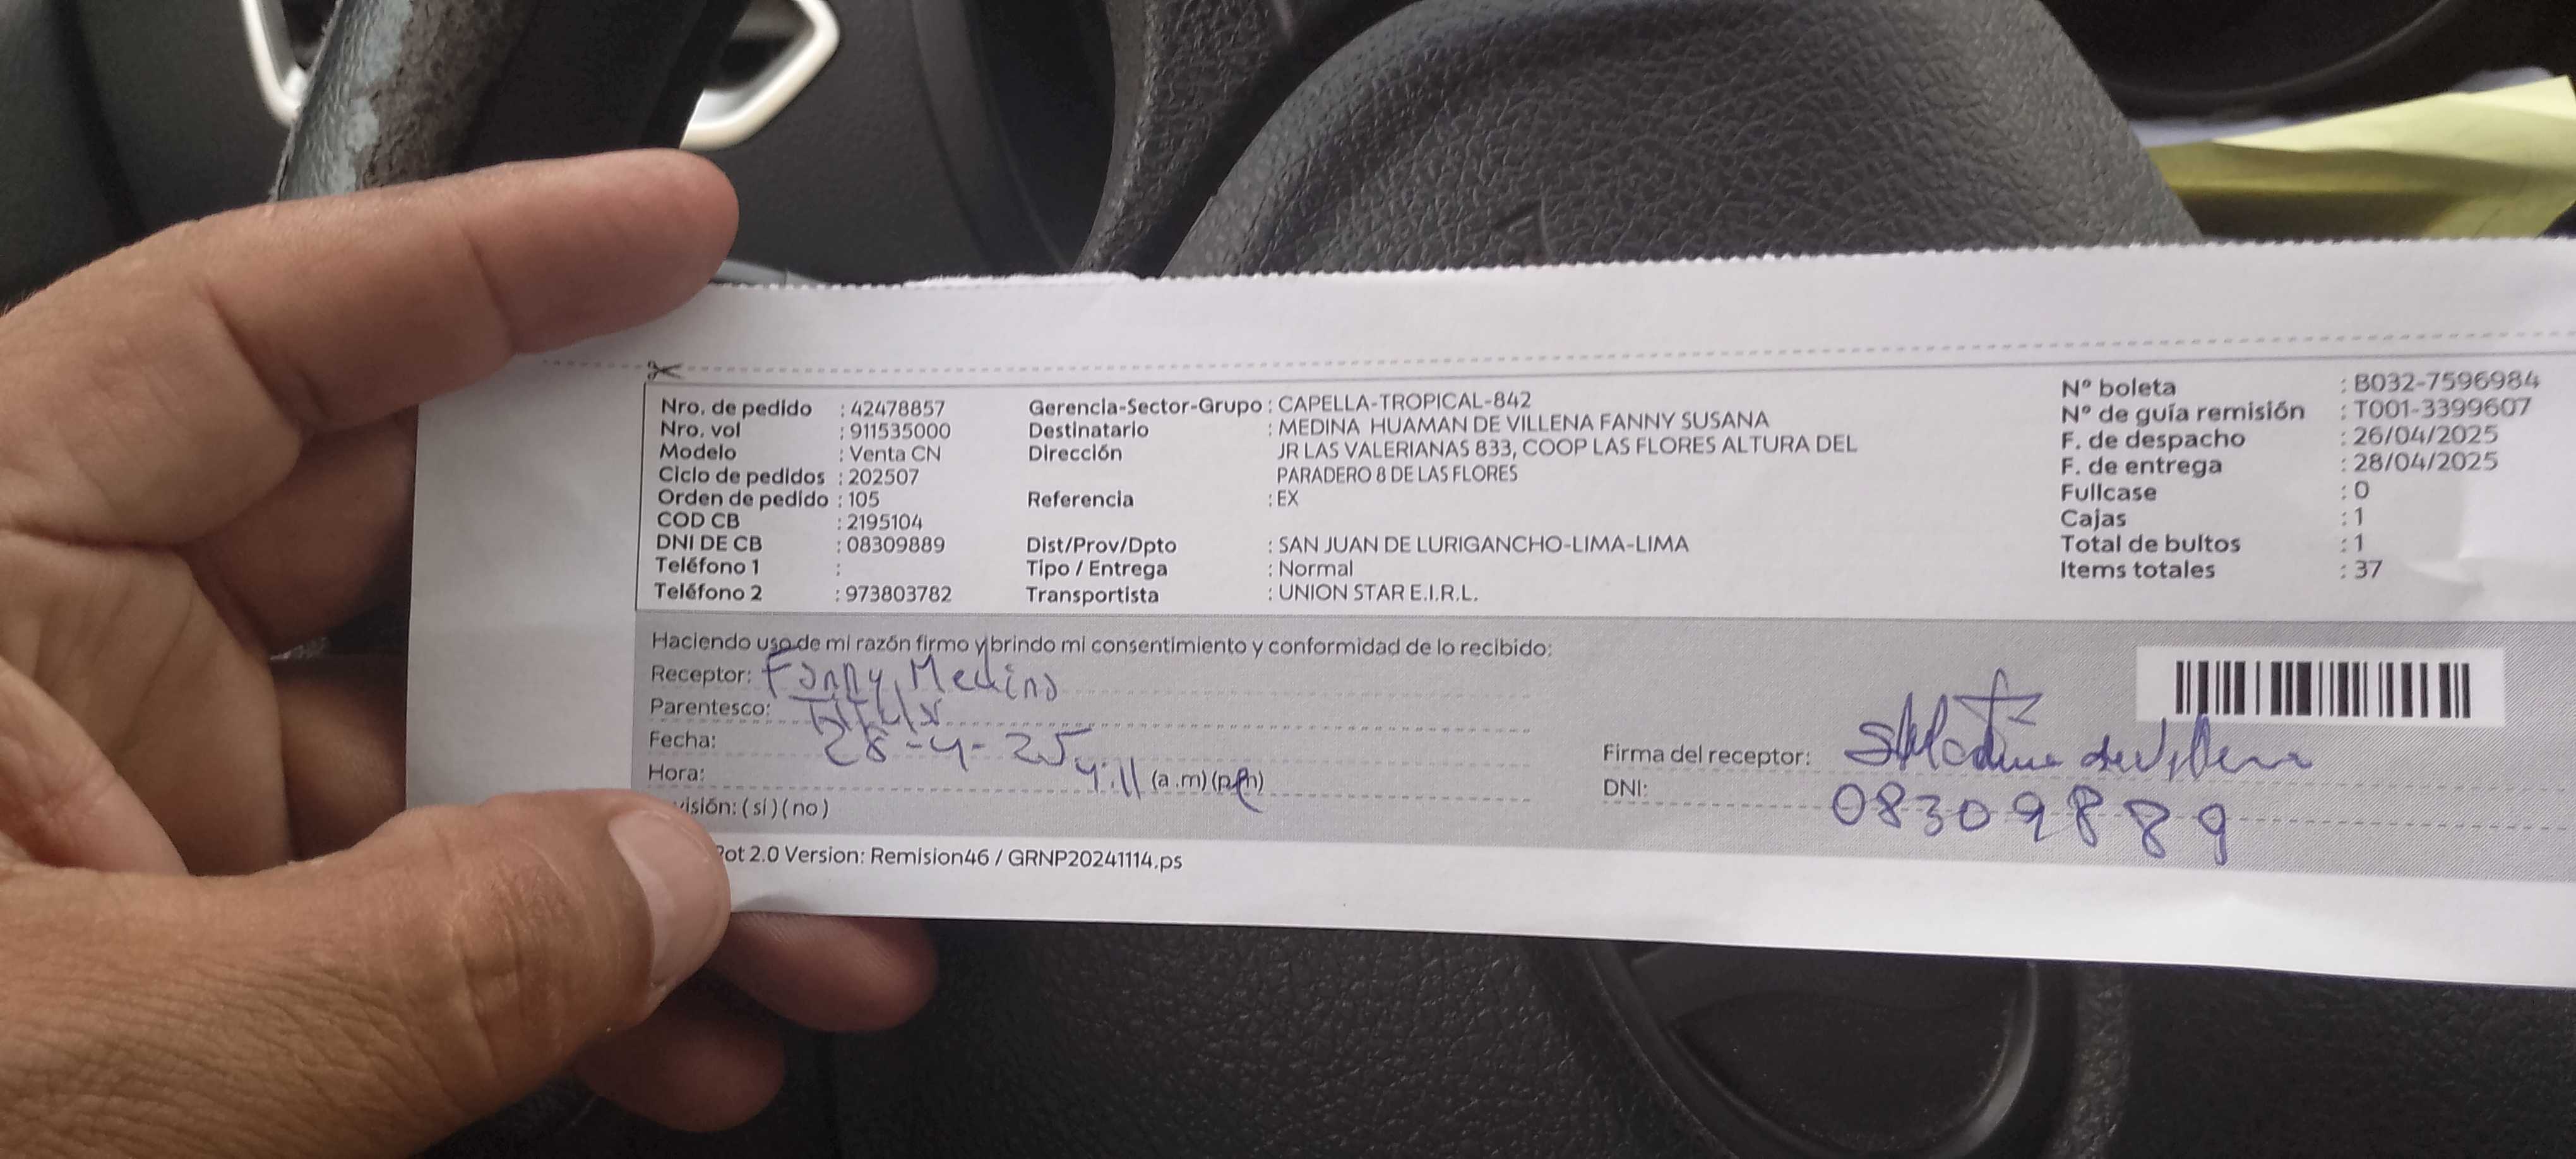 Nro. de pedido : 42478857
Nro. vol : 911535000
Modelo : Venta CN
Ciclo de pedidos : 202507
Orden de pedido : 105
COD CB : 2195104
DNI DE CB : 08309889
Teléfono 1 :
Teléfono 2 : 973803782
Gerencia-Sector-Grupo : CAPELLA-TROPICAL-842
Destinatario : MEDINA HUAMAN DE VILLENA FANNY SUSANA
Dirección JR LAS VALERIANAS 833, COOP LAS FLORES ALTURA DEL
PARADERO 8 DE LAS FLORES
Referencia : EX
Dist/Prov/Dpto : SAN JUAN DE LURIGANCHO-LIMA-LIMA
Tipo / Entrega : Normal
Transportista : UNION STAR E.I.R.L.
Nº boleta : B032-7596984
Nº de guía remisión : T001-3399607
F. de despacho : 26/04/2025
F. de entrega : 28/04/2025
Fullcase : 0
Cajas : 1
Total de bultos : 1
Items totales : 37
Haciendo uso de mi razón firmo y brindo mi consentimiento y conformidad de lo recibido:
Receptor: Fanny Medina
Parentesco:
Fecha: 28-4-25
Hora: 4:11 (a.m) (p.m)
visión: ( si ) ( no )
Firma del receptor: Medina de Villena
DNI: 08309889
ot 2.0 Version: Remision46 / GRNP20241114.ps